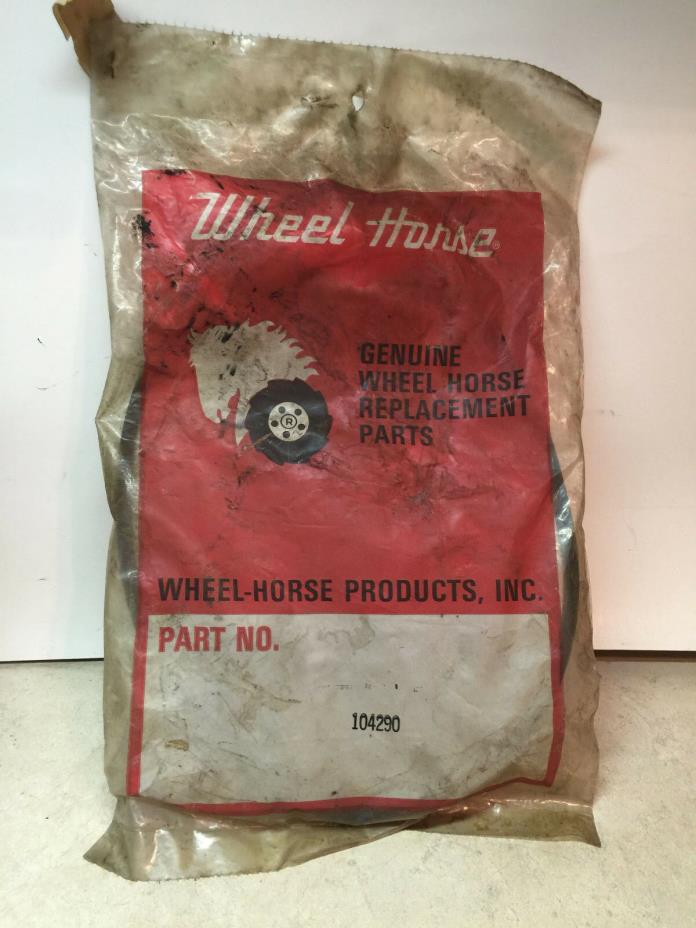 Wheel Horse®
GENUINE
WHEEL HORSE
REPLACEMENT
PARTS
R
WHEEL-HORSE PRODUCTS, INC.
PART NO.
104290